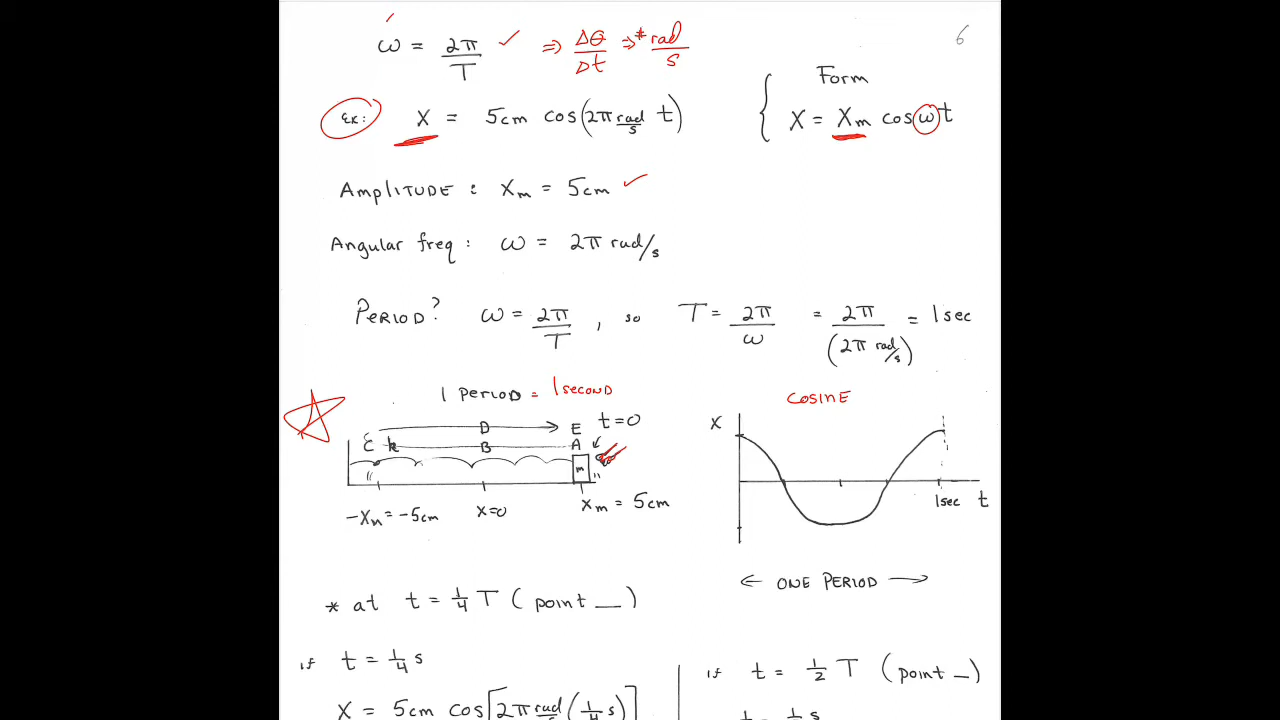 6
ω = 2π/T ✓ ⇒ Δθ/Δt ⇒ * rad/s
Form
Ex: x = 5cm cos(2π rad/s t)
X = Xm cos ω t
Amplitude : Xm = 5cm ✓
Angular freq : ω = 2π rad/s
Period? ω = 2π/T , so T = 2π/ω = 2π/(2π rad/s) = 1 sec
1 Period = 1 second
D E t=0
C B A
m
-Xm = -5cm X=0 Xm = 5cm
COSINE
X
1sec t
← ONE PERIOD →
* at t = 1/4 T ( point __ )
if t = 1/4 s
X = 5cm cos[2π rad/s (1/4 s)]
if t = 1/2 T (point _)